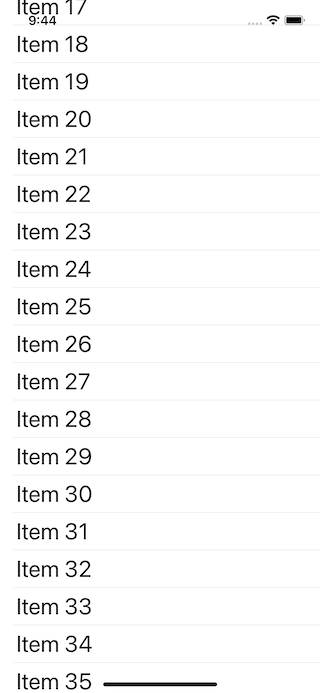 Item 17
9:44
Item 18
Item 19
Item 20
Item 21
Item 22
Item 23
Item 24
Item 25
Item 26
Item 27
Item 28
Item 29
Item 30
Item 31
Item 32
Item 33
Item 34
Item 35